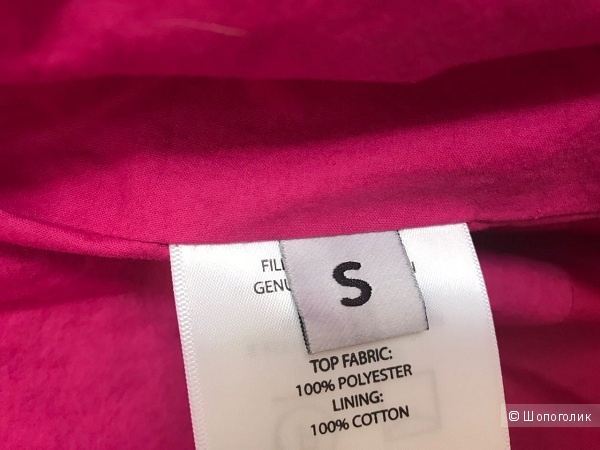 S
TOP FABRIC:
100% POLYESTER
LINING:
100% COTTON
© Шопоголик